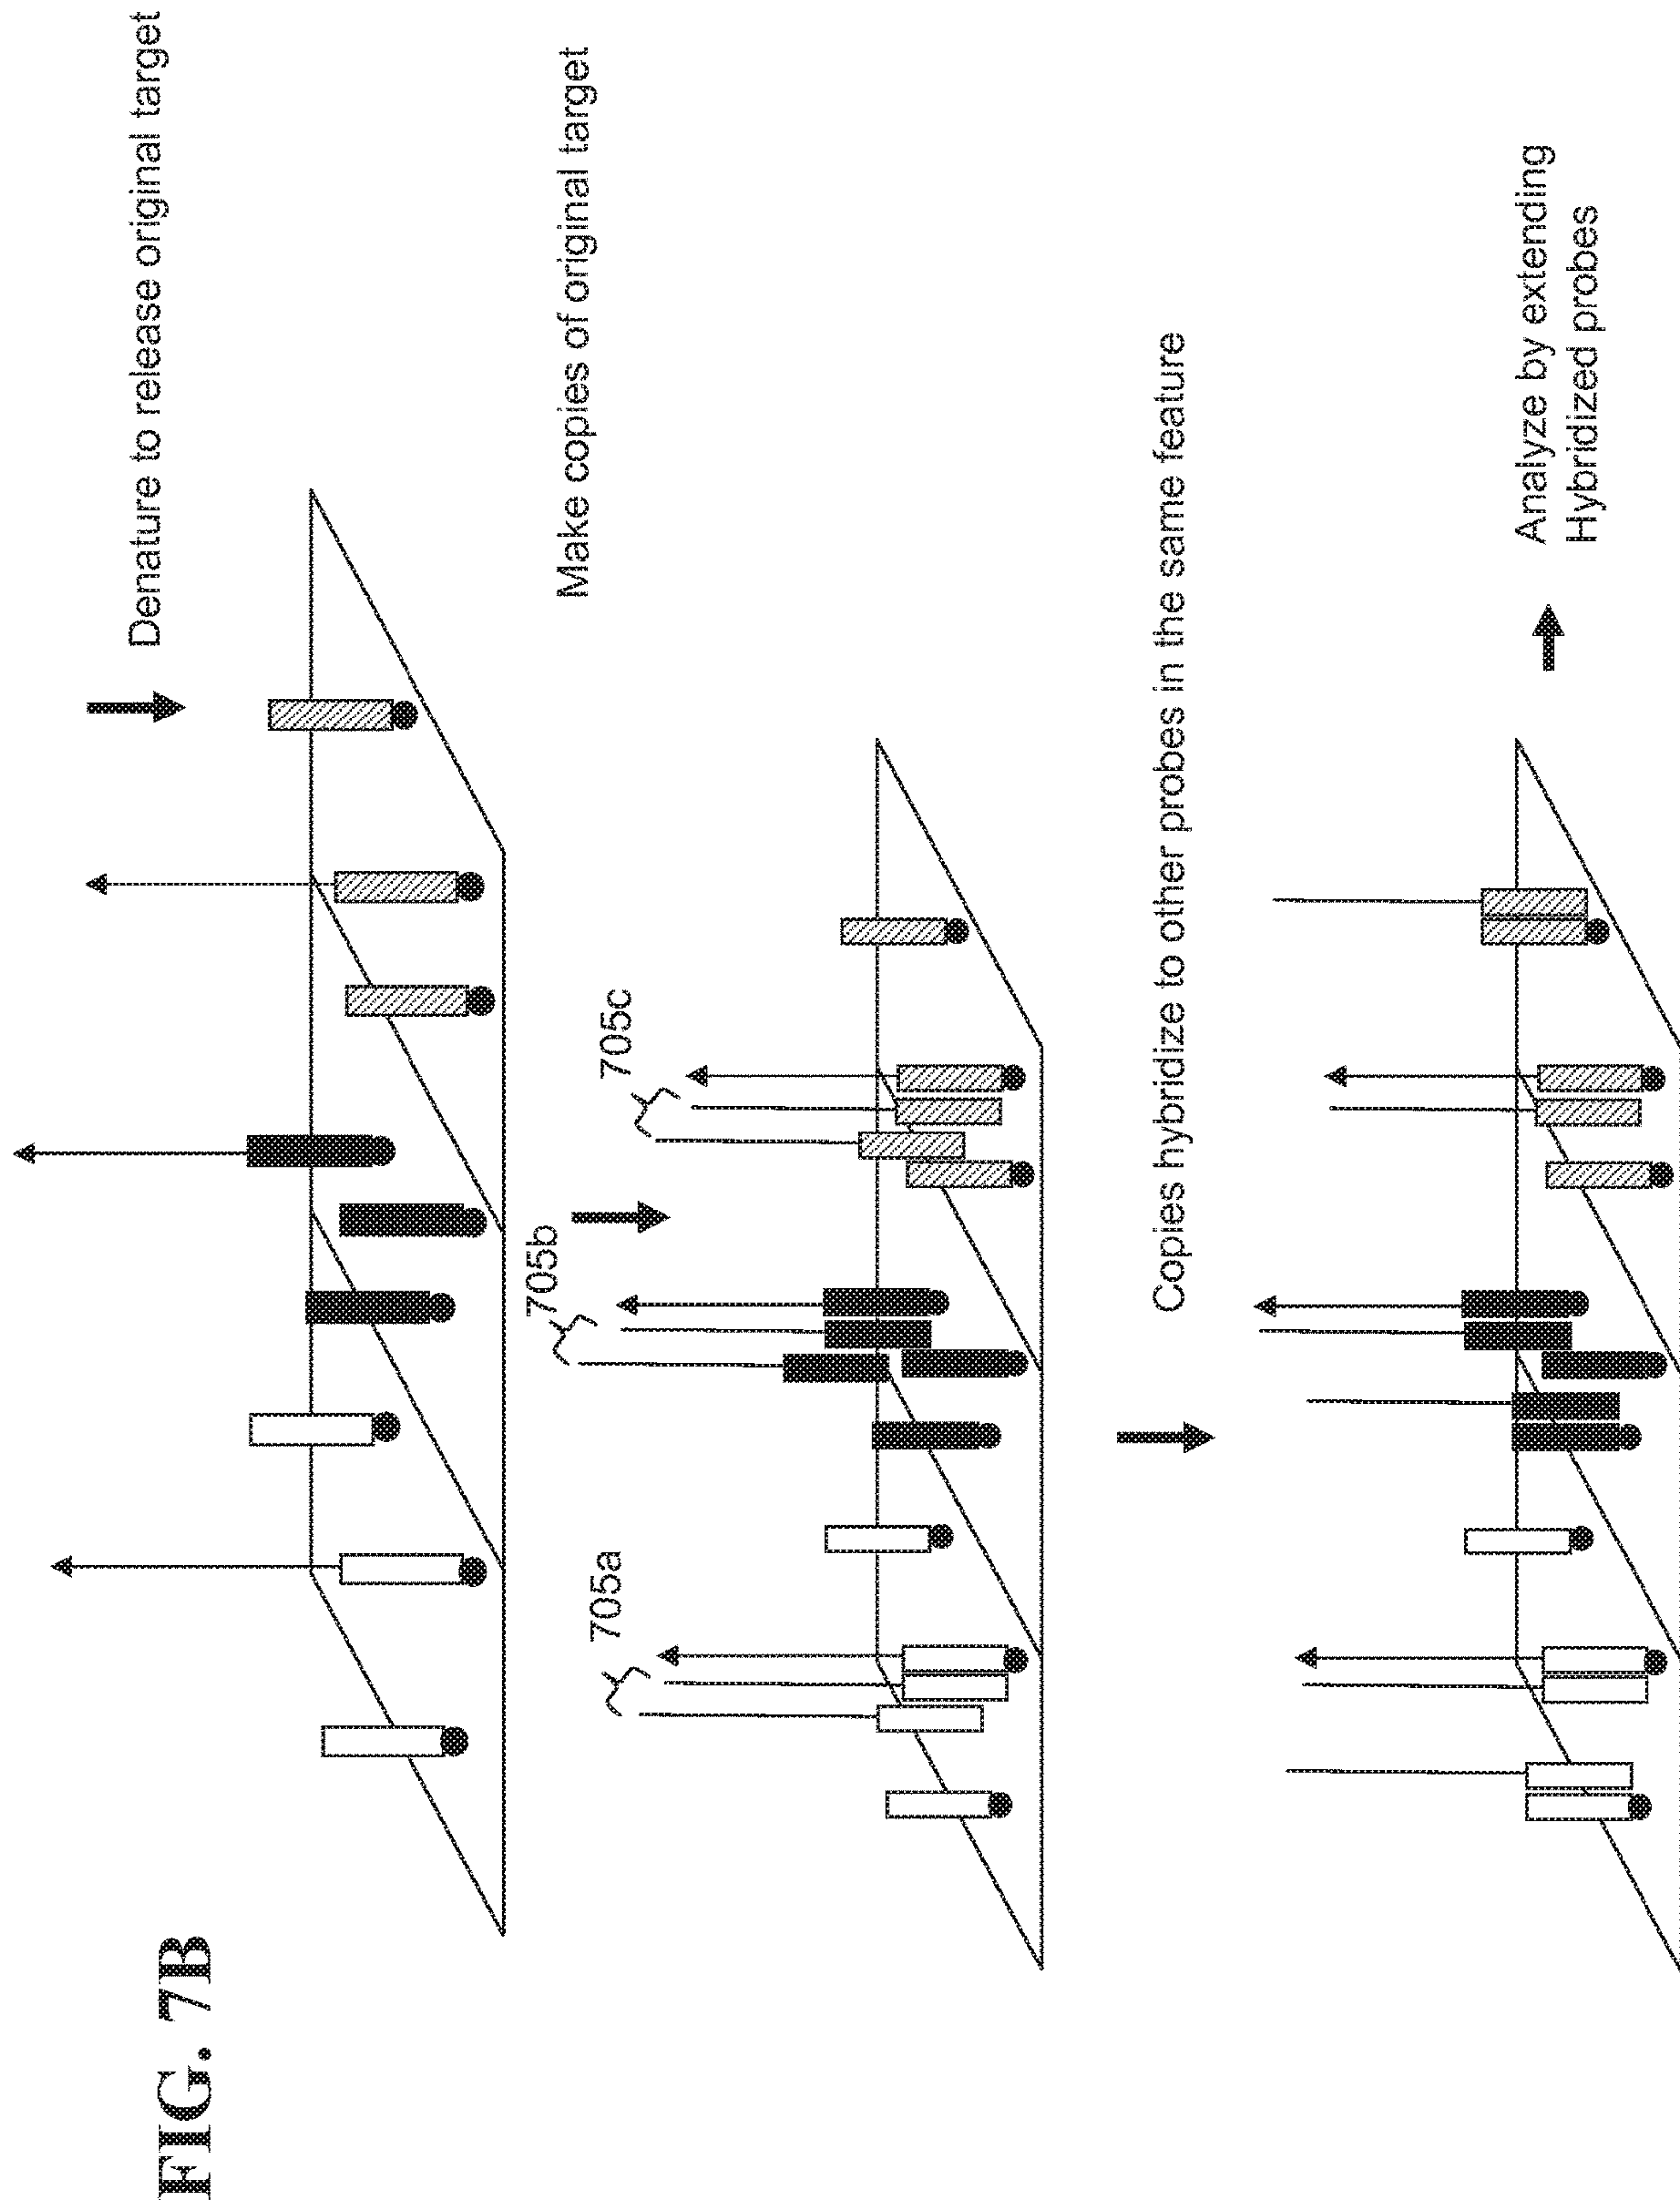 FIG. 7B
Denature to release original target
Make copies of original target
705a
705b
705c
Copies hybridize to other probes in the same feature
Analyze by extending
Hybridized probes